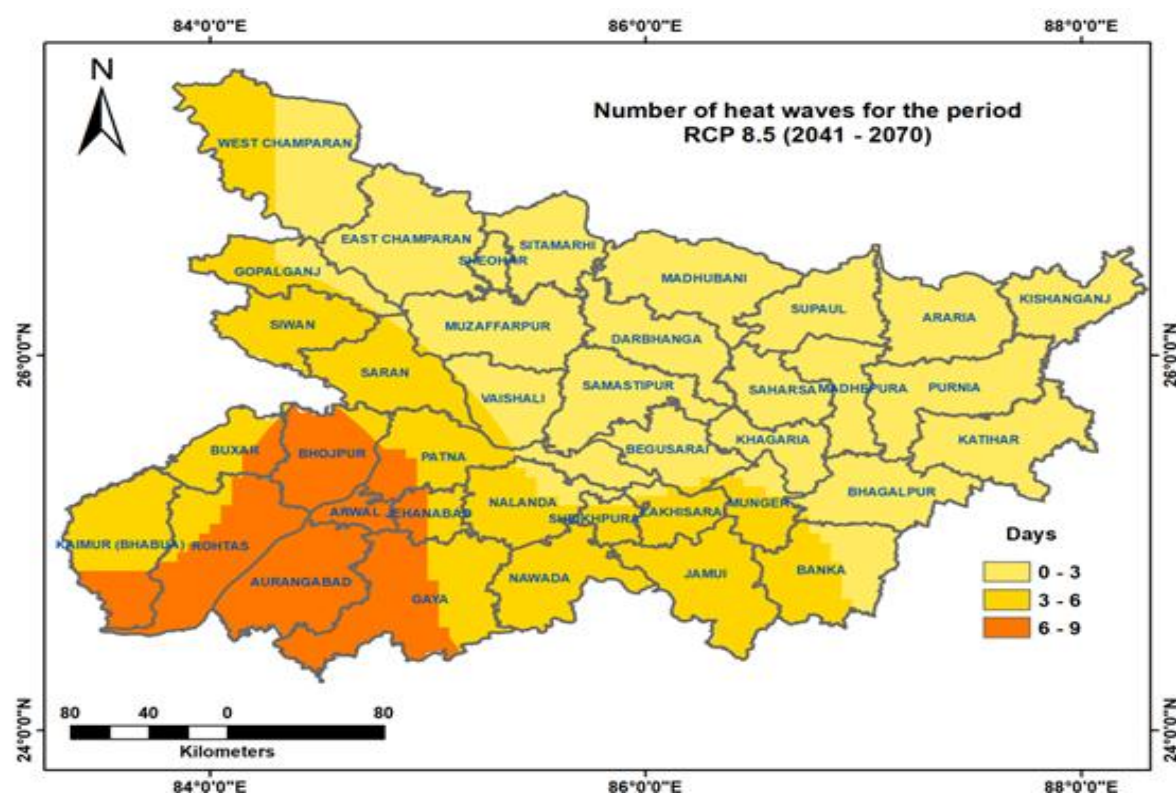 84°0'0"E 86°0'0"E 88°0'0"E
N
Number of heat waves for the period
RCP 8.5 (2041 - 2070)
WEST CHAMPARAN
EAST CHAMPARAN
SITAMARHI
SHEOHAR
GOPALGANJ
MADHUBANI
SUPAUL
ARARIA
KISHANGANJ
SIWAN
MUZAFFARPUR
DARBHANGA
26°0'0"N
26°0'0"N
SARAN
VAISHALI
SAMASTIPUR
SAHARSA
MADHEPURA
PURNIA
BUXAR
BHOJPUR
PATNA
BEGUSARAI
KHAGARIA
KATIHAR
BHAGALPUR
ARWAL
JEHANABAD
NALANDA
SHEIKHPURA
LAKHISARAI
MUNGER
KAIMUR (BHABUA)
ROHTAS
AURANGABAD
GAYA
NAWADA
JAMUI
BANKA
Days
0 - 3
3 - 6
6 - 9
80 40 0 80
Kilometers
24°0'0"N
24°0'0"N
84°0'0"E 86°0'0"E 88°0'0"E